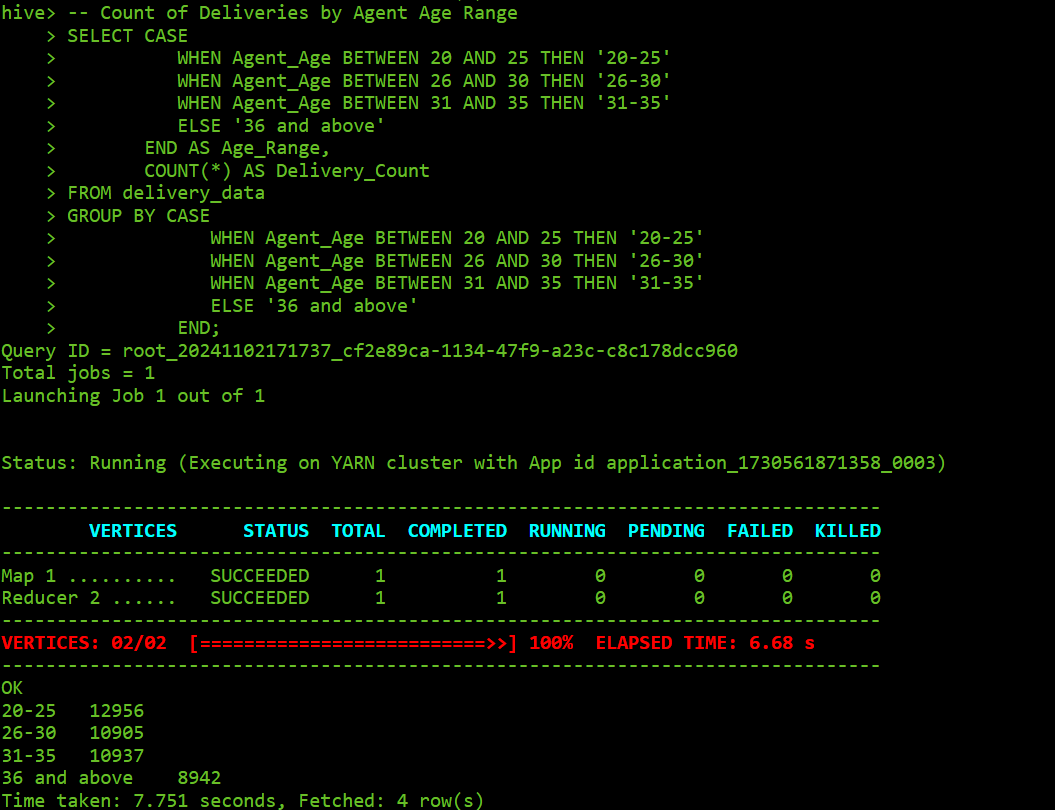 hive> -- Count of Deliveries by Agent Age Range
    > SELECT CASE
    >           WHEN Agent_Age BETWEEN 20 AND 25 THEN '20-25'
    >           WHEN Agent_Age BETWEEN 26 AND 30 THEN '26-30'
    >           WHEN Agent_Age BETWEEN 31 AND 35 THEN '31-35'
    >           ELSE '36 and above'
    >        END AS Age_Range,
    >        COUNT(*) AS Delivery_Count
    > FROM delivery_data
    > GROUP BY CASE
    >              WHEN Agent_Age BETWEEN 20 AND 25 THEN '20-25'
    >              WHEN Agent_Age BETWEEN 26 AND 30 THEN '26-30'
    >              WHEN Agent_Age BETWEEN 31 AND 35 THEN '31-35'
    >              ELSE '36 and above'
    >           END;
Query ID = root_20241102171737_cf2e89ca-1134-47f9-a23c-c8c178dcc960
Total jobs = 1
Launching Job 1 out of 1
Status: Running (Executing on YARN cluster with App id application_1730561871358_0003)
--------------------------------------------------------------------------------
        VERTICES      STATUS  TOTAL  COMPLETED  RUNNING  PENDING  FAILED  KILLED
--------------------------------------------------------------------------------
Map 1 ..........   SUCCEEDED      1          1        0        0       0       0
Reducer 2 ......   SUCCEEDED      1          1        0        0       0       0
--------------------------------------------------------------------------------
VERTICES: 02/02  [==========================>>] 100%  ELAPSED TIME: 6.68 s
--------------------------------------------------------------------------------
OK
20-25   12956
26-30   10905
31-35   10937
36 and above    8942
Time taken: 7.751 seconds, Fetched: 4 row(s)